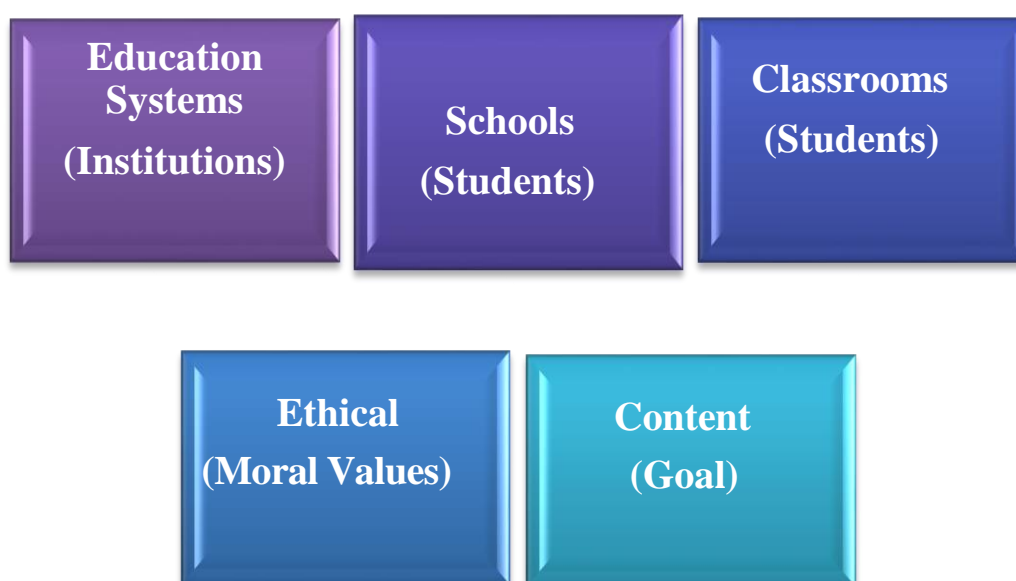 Education
Systems
(Institutions)
Schools
(Students)
Classrooms
(Students)
Ethical
(Moral Values)
Content
(Goal)